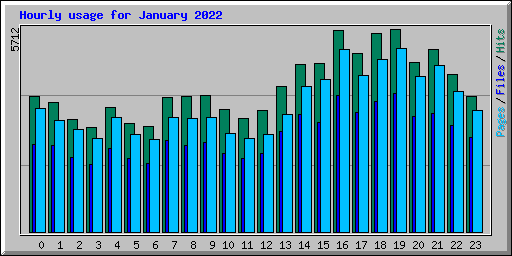 Hourly usage for January 2022
5712
Pages / Files / Hits
0 1 2 3 4 5 6 7 8 9 10 11 12 13 14 15 16 17 18 19 20 21 22 23